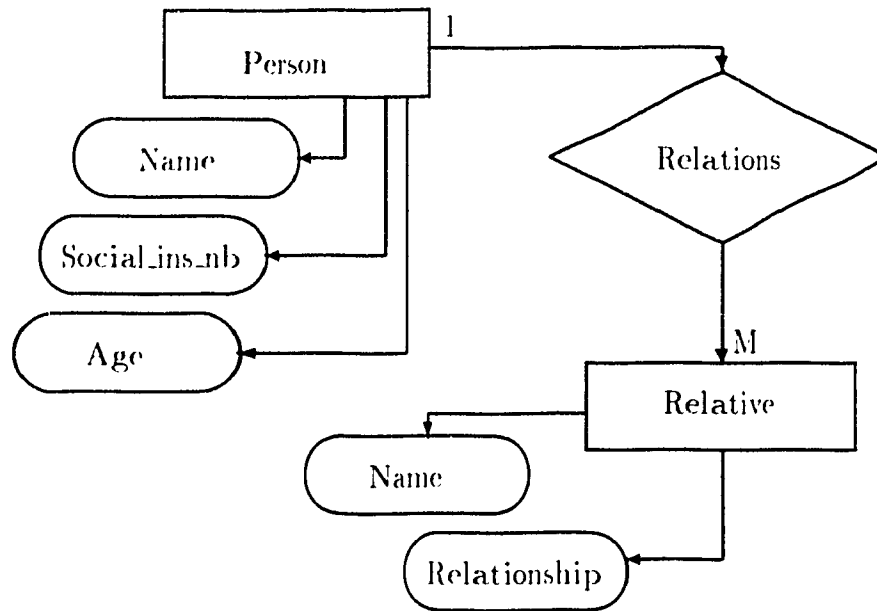 1
Person
Name
Relations
Social_ins_nb
Age
M
Relative
Name
Relationship